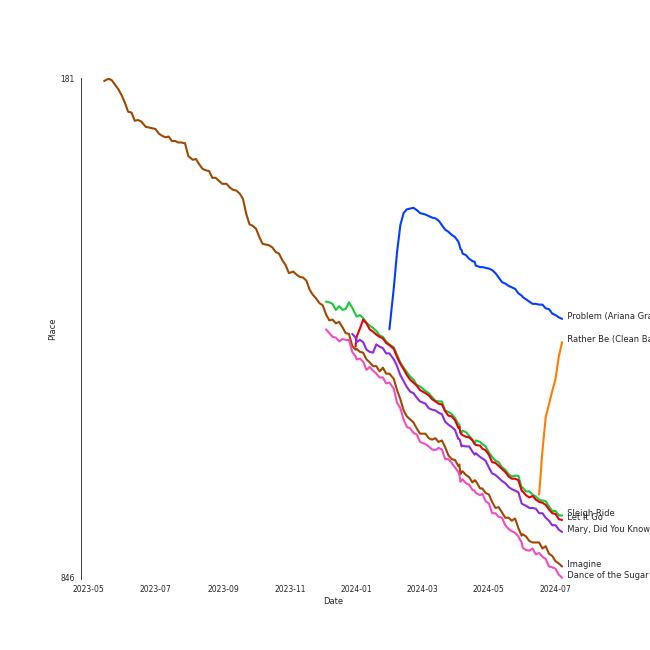 181
846
Place
2023-05 2023-07 2023-09 2023-11 2024-01 2024-03 2024-05 2024-07
Date
Problem (Ariana Gra
Rather Be (Clean Ba
Sleigh Ride
Let It Go
Mary, Did You Know
Imagine
Dance of the Sugar